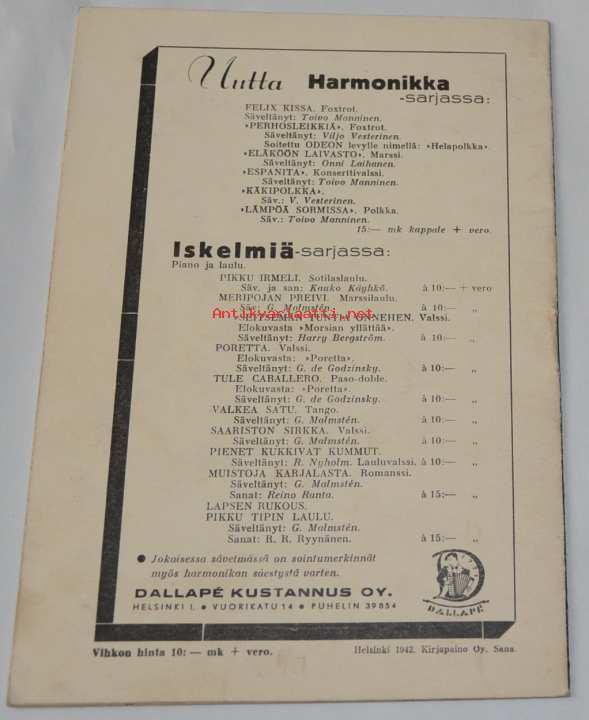 Uutta Harmonikka
-sarjassa:
FELIX KISSA. Foxtrot.
Säveltänyt: Toivo Manninen.
»PERHOSLEIKKIÄ». Foxtrot.
Säveltänyt: Viljo Vesterinen.
Soitettu ODEON levylle nimellä: »Helapolkka».
»ELÄKÖÖN LAIVASTO». Marssi.
Säveltänyt: Onni Laihanen.
»ESPANITA». Konserttivalssi.
Säveltänyt: Toivo Manninen.
»KÄKIPOLKKA».
Säv.: V. Vesterinen.
»LÄMPÖÄ SORMISSA». Polkka.
Säv.: Toivo Manninen.
15:— mk kappale + vero.
Iskelmiä-sarjassa:
Piano ja laulu.
PIKKU IRMELI. Sotilaslaulu.
Säv. ja san: Kauko Käyhkö. à 10:— + vero
MERIPOJAN PREIVI. Marssilaulu.
Säv: G. Malmstén. à 10:— „
Antikvariaatti.net
SEITSEMÄN TUNTIA ONNEHEN. Valssi.
Elokuvasta »Morsian yllättää».
Säveltänyt: Harry Bergström. à 10:— „
PORETTA. Valssi.
Elokuvasta: »Poretta».
Säveltänyt: G. de Godzinsky. à 10:— „
TULE CABALLERO. Paso-doble.
Elokuvasta: »Poretta».
Säveltänyt: G. de Godzinsky. à 10:— „
VALKEA SATU. Tango.
Säveltänyt: G. Malmstén. à 10:— „
SAARISTON SIRKKA. Valssi.
Säveltänyt: G. Malmstén. à 10:— „
PIENET KUKKIVAT KUMMUT.
Säveltänyt: R. Nyholm. Lauluvalssi. à 10:— „
MUISTOJA KARJALASTA. Romanssi.
Säveltänyt: G. Malmstén.
Sanat: Reino Ranta. à 15:— „
LAPSEN RUKOUS.
PIKKU TIPIN LAULU.
Säveltänyt: G. Malmstén.
Sanat: R. R. Ryynänen. à 15:— „
● Jokaisessa sävelmässä on sointumerkinnät
myös harmonikan säestystä varten.
DALLAPÉ KUSTANNUS OY.
HELSINKI I. ● VUORIKATU 14 ● PUHELIN 39854
DALLAPÉ
Vihkon hinta 10:— mk + vero.
Helsinki 1942. Kirjapaino Oy. Sana.